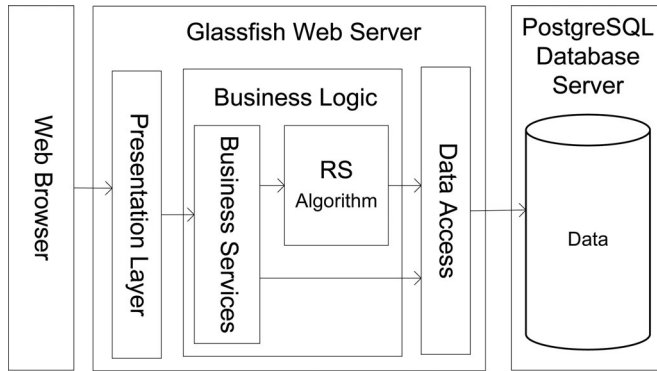 Web Browser
Glassfish Web Server
Presentation Layer
Business Logic
Business Services
RS
Algorithm
Data Access
PostgreSQL
Database
Server
Data